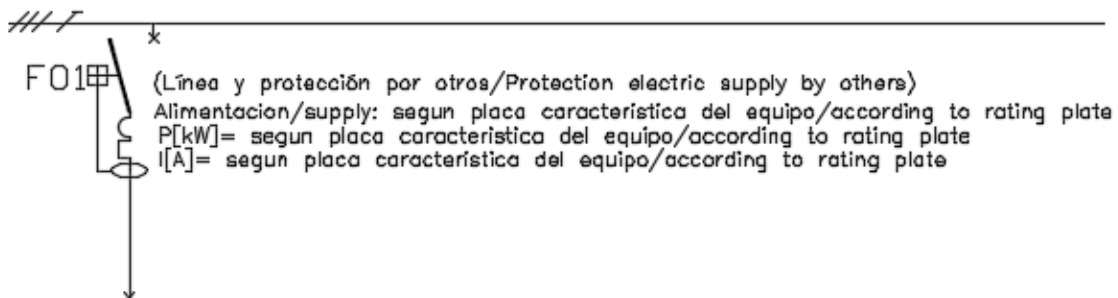 F01
(Línea y protección por otros/Protection electric supply by others)
Alimentacion/supply: segun placa caracteristica del equipo/according to rating plate
P[kW]= segun placa caracteristica del equipo/according to rating plate
I[A]= segun placa característica del equipo/according to rating plate